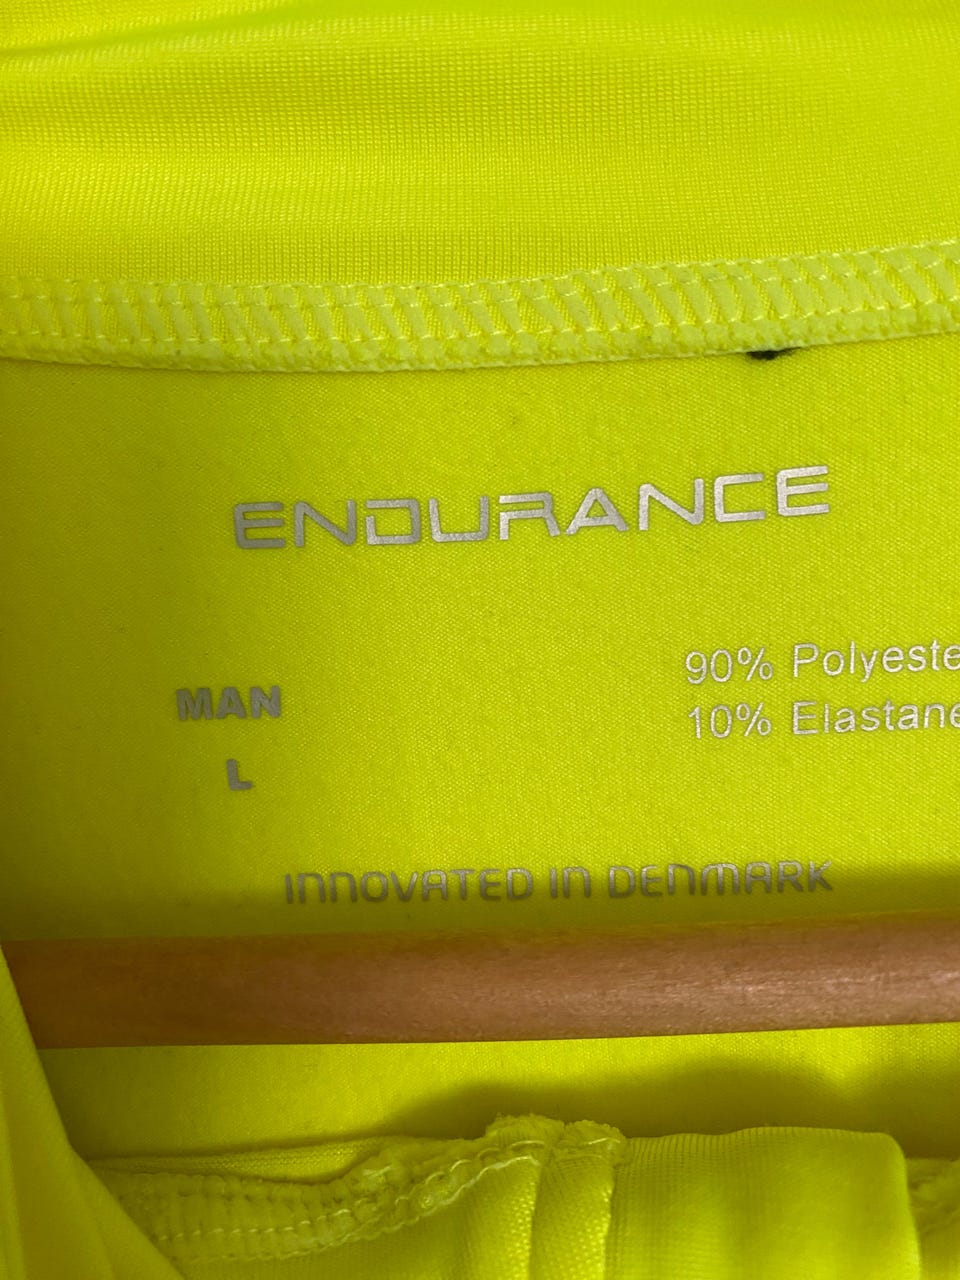 ENDURANCE
90% Polyeste
10% Elastane
MAN
L
INNOVATED IN DENMARK